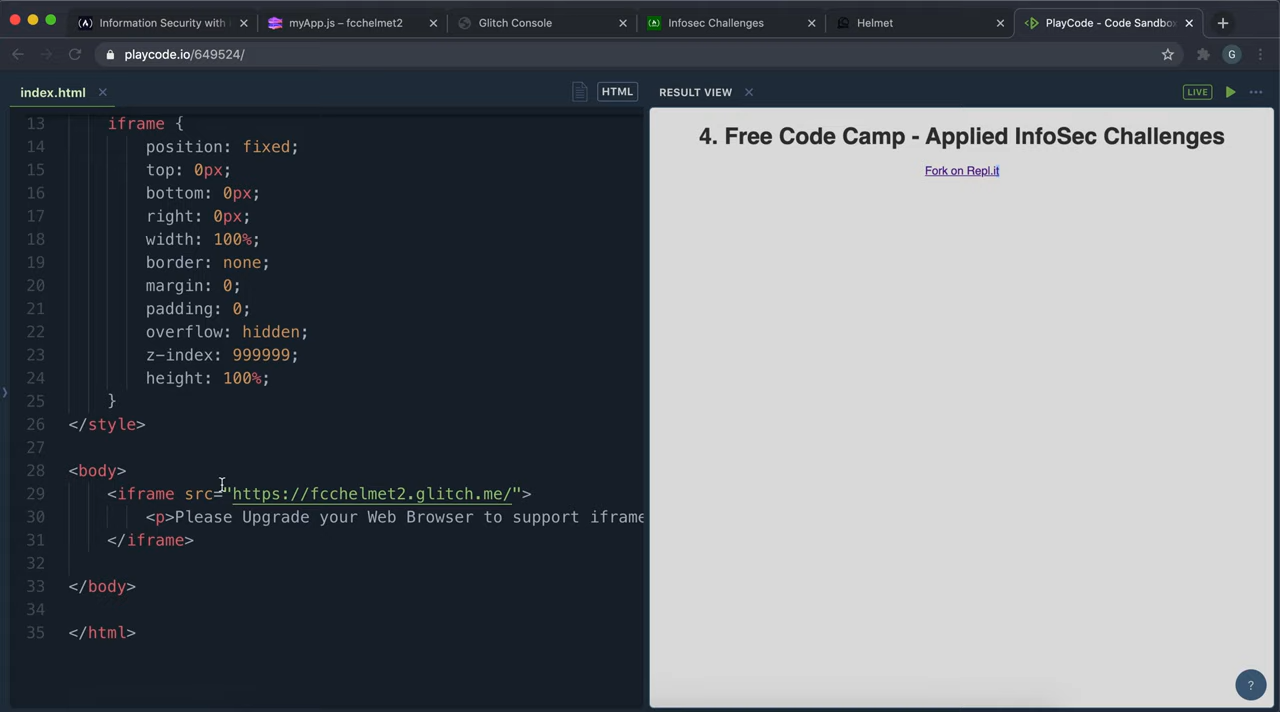 Information Security with
myApp.js – fcchelmet2
Glitch Console
Infosec Challenges
Helmet
PlayCode - Code Sandbox
playcode.io/649524/
G
index.html
HTML
RESULT VIEW
LIVE
13 iframe {
14 position: fixed;
15 top: 0px;
16 bottom: 0px;
17 right: 0px;
18 width: 100%;
19 border: none;
20 margin: 0;
21 padding: 0;
22 overflow: hidden;
23 z-index: 999999;
24 height: 100%;
25 }
26 </style>
27
28 <body>
29 <iframe src="https://fcchelmet2.glitch.me/">
30 <p>Please Upgrade your Web Browser to support iframe
31 </iframe>
32
33 </body>
34
35 </html>
4. Free Code Camp - Applied InfoSec Challenges
Fork on Repl.it
?